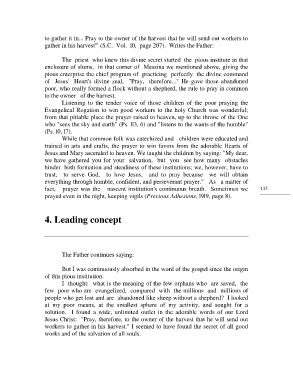 to gather it in... Pray to the owner of the harvest that he will send out workers to
gather in his harvest" (S.C. Vol. 10, page 207). Writes the Father:
The priest who knew this divine secret started the pious institute in that
enclosure of slums, in that corner of Messina we mentioned above, giving the
pious enterprise the chief program of practicing perfectly the divine command
of Jesus' Heart's divine zeal. "Pray, therefore..." He gave those abandoned
poor, who really formed a flock without a shepherd, the rule to pray in common
to the owner of the harvest.
Listening to the tender voice of those children of the poor praying the
Evangelical Rogation to win good workers to the holy Church was wonderful;
from that pitiable place the prayer raised to heaven, up to the throne of the One
who "sees the sky and earth" (Ps. 113, 6) and "listens to the wants of the humble"
(Ps. 10, 17).
While that common folk was catechized and children were educated and
trained in arts and crafts, the prayer to win favors from the adorable Hearts of
Jesus and Mary ascended to heaven. We taught the children by saying: "My dear,
we have gathered you for your salvation, but you see how many obstacles
hinder both formation and steadiness of these institutions; we, however, have to
trust, to serve God, to love Jesus, and to pray because we will obtain
everything through humble, confident, and perseverant prayer." As a matter of
fact, prayer was the nascent institution's continuous breath. Sometimes we
prayed even in the night, keeping vigils (Precious Adhesions, 1919, page 8).
135
4. Leading concept
The Father continues saying:
But I was continuously absorbed in the word of the gospel since the origin
of this pious institution.
I thought: what is the meaning of the few orphans who are saved, the
few poor who are evangelized, compared with the millions and millions of
people who get lost and are abandoned like sheep without a shepherd? I looked
at my poor means, at the smallest sphere of my activity, and sought for a
solution. I found a wide, unlimited outlet in the adorable words of our Lord
Jesus Christ: "Pray, therefore, to the owner of the harvest that he will send out
workers to gather in his harvest." I seemed to have found the secret of all good
works and of the salvation of all souls.